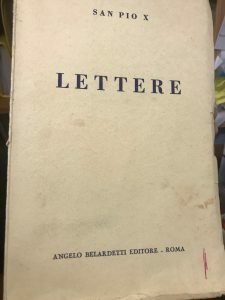 SAN PIO X
LETTERE
ANGELO BELARDETTI EDITORE - ROMA